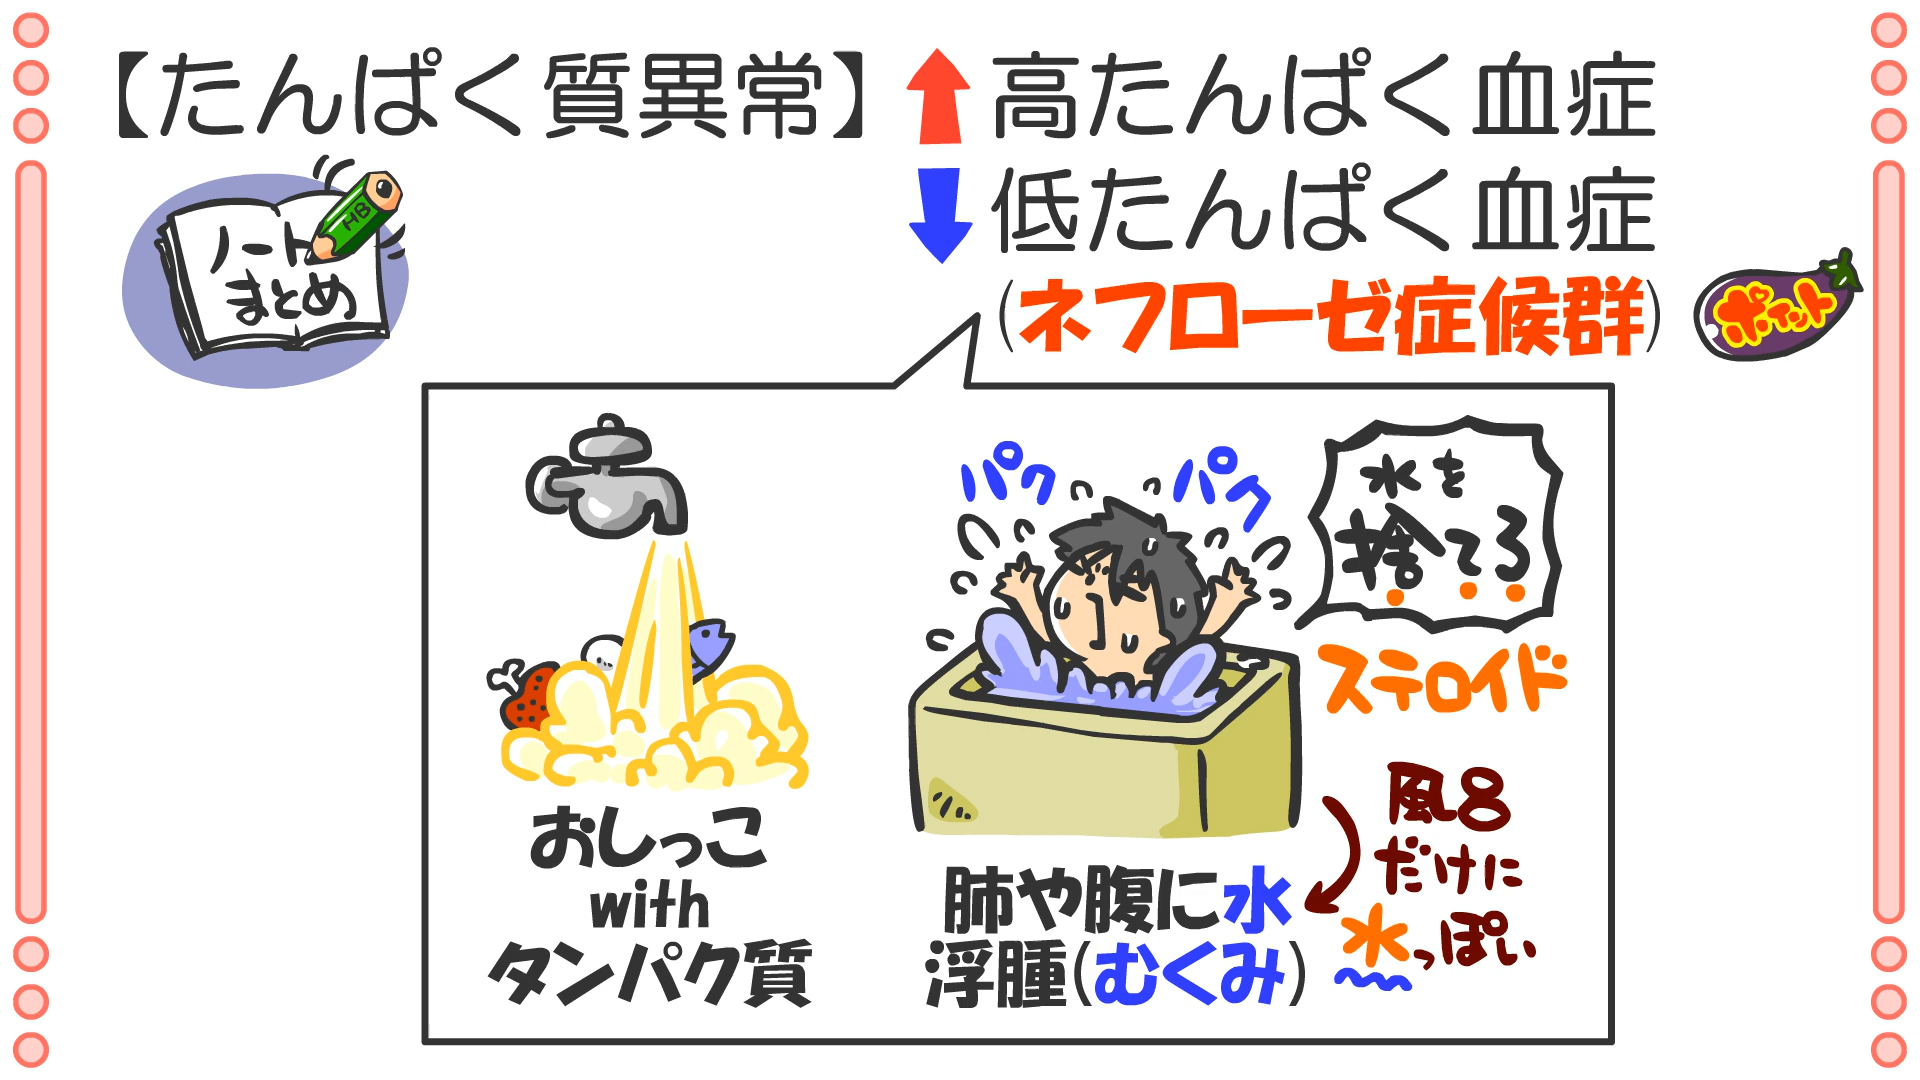 【たんぱく質異常】
高たんぱく血症
低たんぱく血症
(ネフローゼ症候群)
ノート
まとめ
HB
ポイット
パク
パク
水を
捨てろ
ステロイド
おしっこ
with
タンパク質
肺や腹に水
浮腫(むくみ)
風呂
だけに
水っぽい